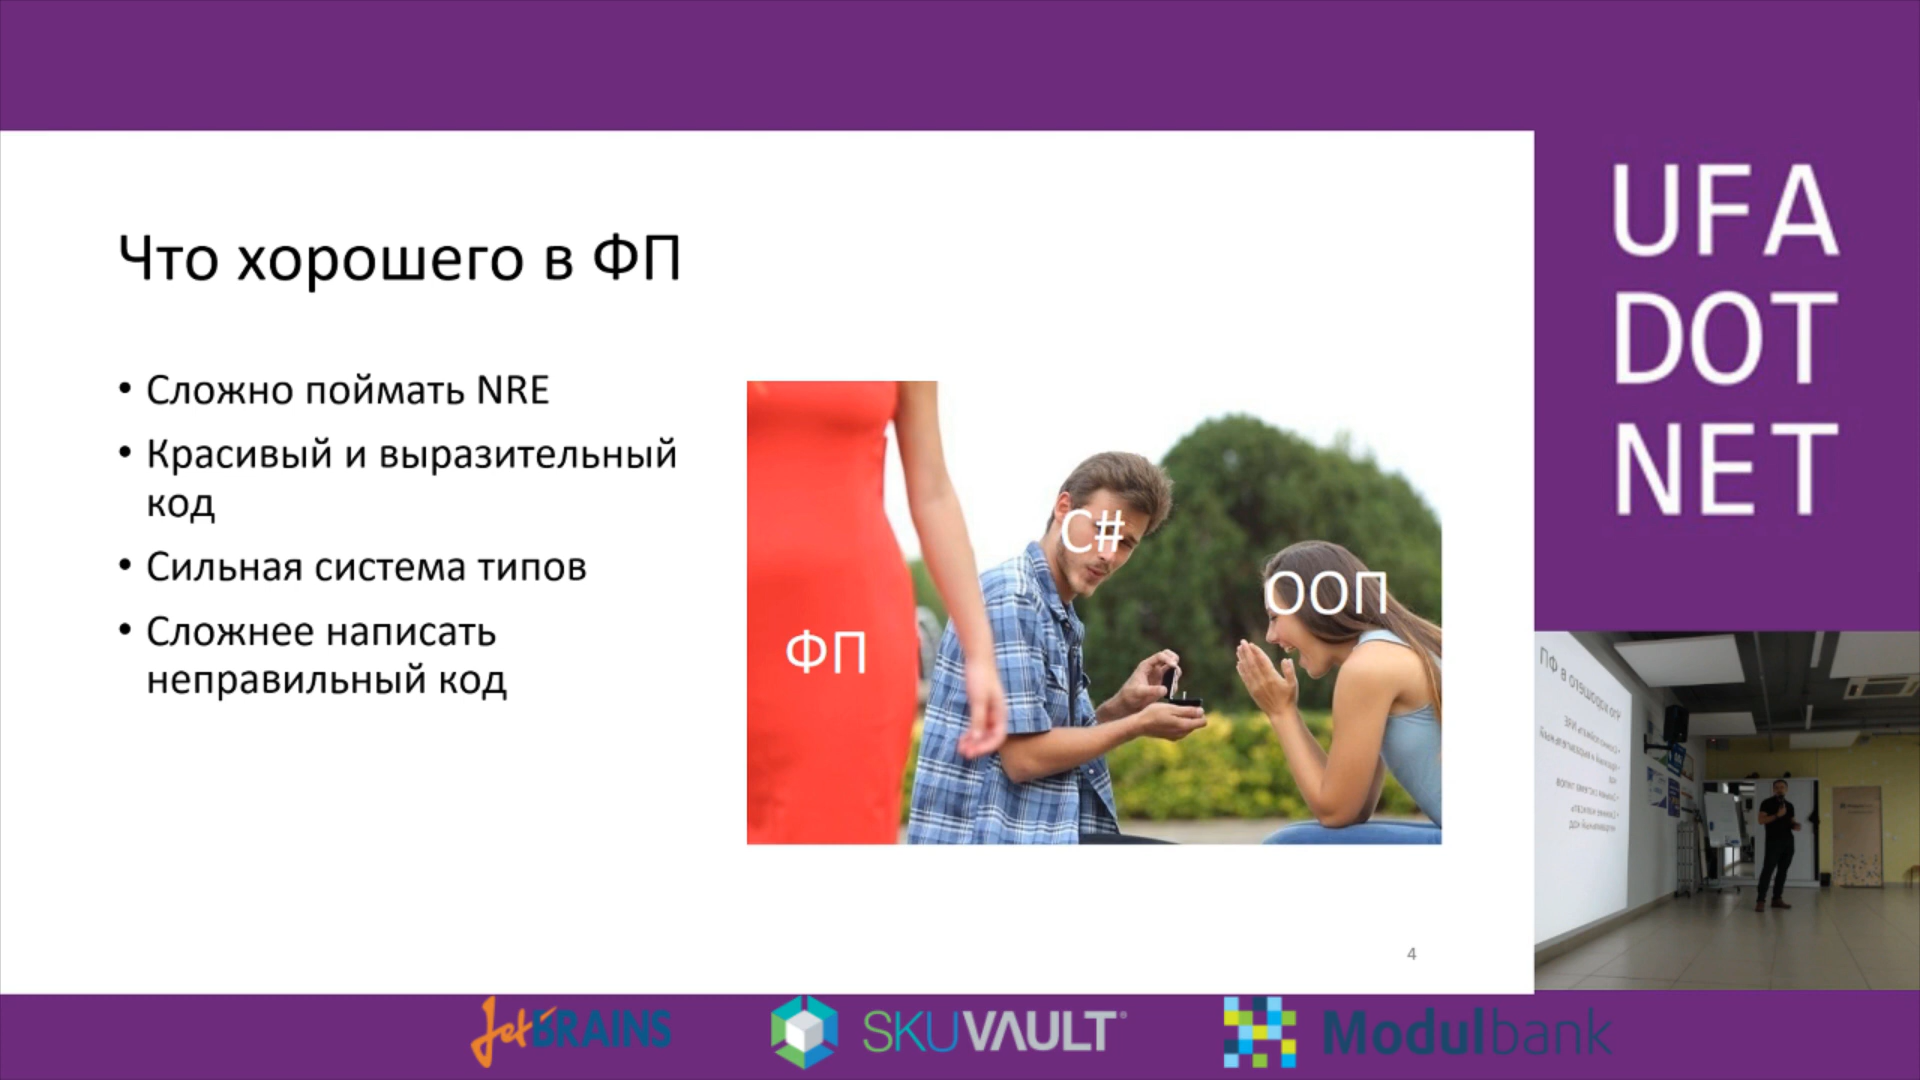 Что хорошего в ФП
• Сложно поймать NRE
• Красивый и выразительный
код
• Сильная система типов
• Сложнее написать
неправильный код
ФП
C#
ООП
4
UFA
DOT
NET
JetBRAINS
SKUVAULT
Modulbank